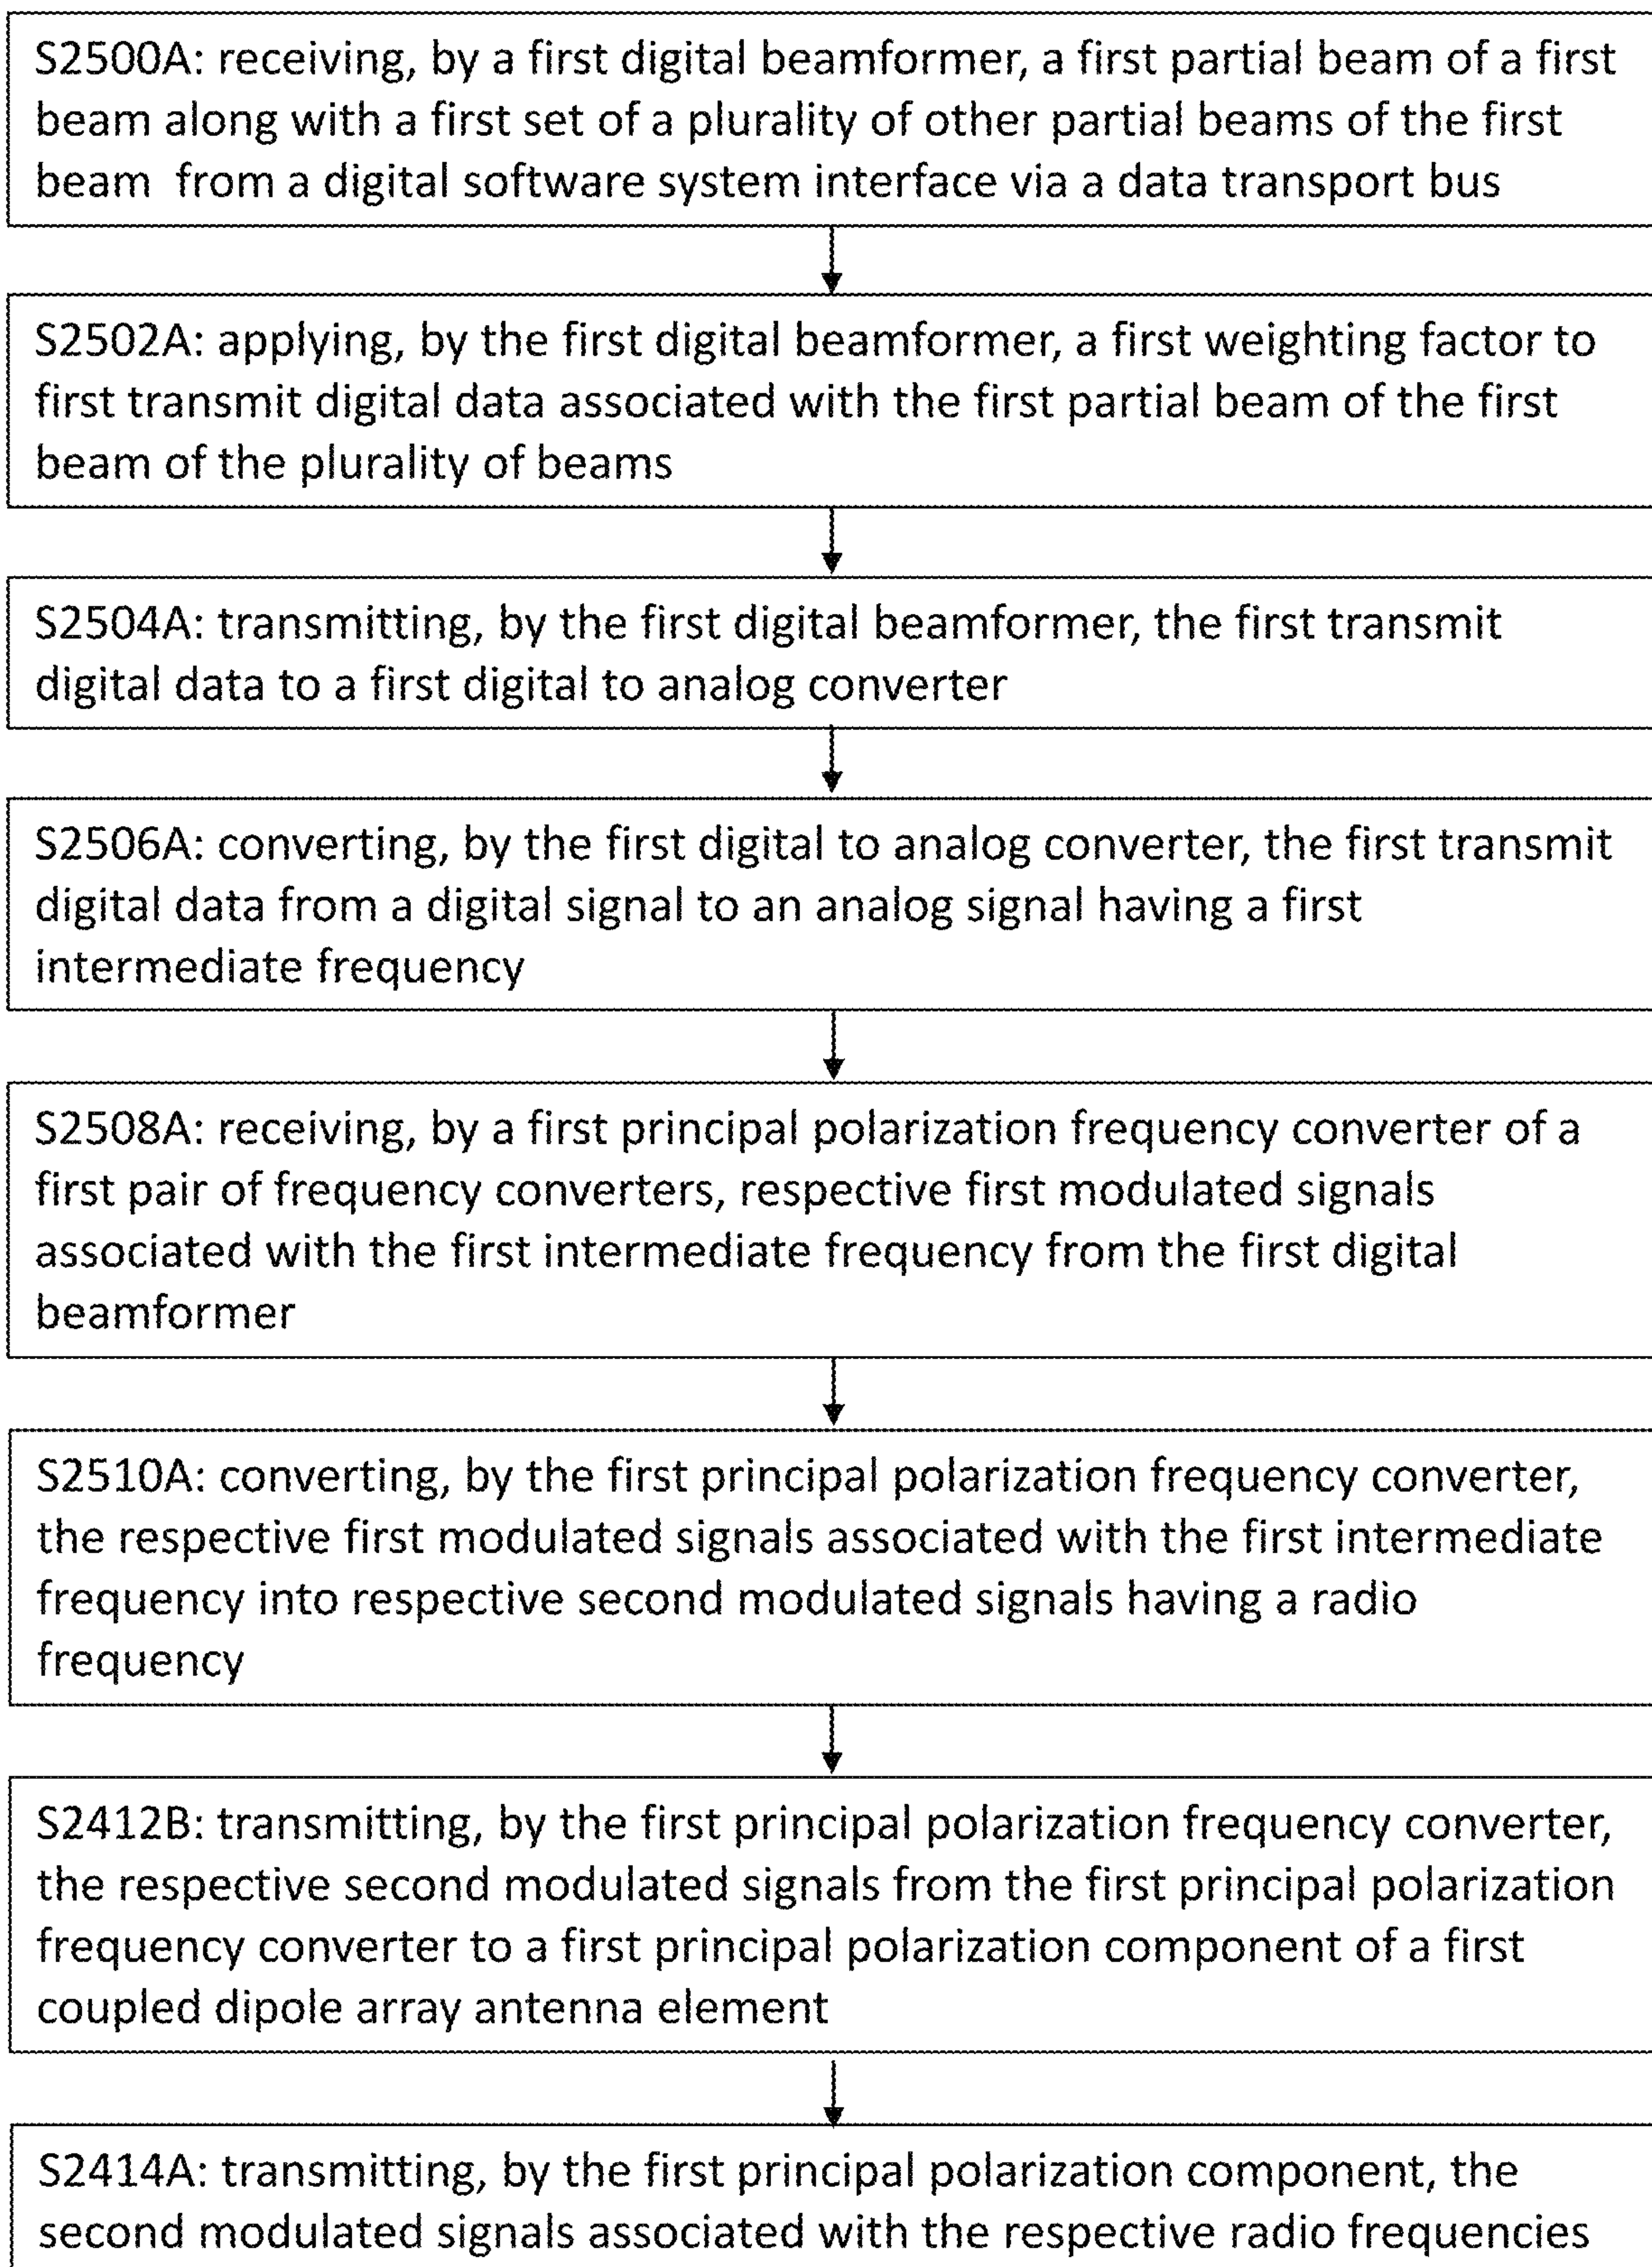 S2500A: receiving, by a first digital beamformer, a first partial beam of a first
beam along with a first set of a plurality of other partial beams of the first
beam  from a digital software system interface via a data transport bus
S2502A: applying, by the first digital beamformer, a first weighting factor to
first transmit digital data associated with the first partial beam of the first
beam of the plurality of beams
S2504A: transmitting, by the first digital beamformer, the first transmit
digital data to a first digital to analog converter
S2506A: converting, by the first digital to analog converter, the first transmit
digital data from a digital signal to an analog signal having a first
intermediate frequency
S2508A: receiving, by a first principal polarization frequency converter of a
first pair of frequency converters, respective first modulated signals
associated with the first intermediate frequency from the first digital
beamformer
S2510A: converting, by the first principal polarization frequency converter,
the respective first modulated signals associated with the first intermediate
frequency into respective second modulated signals having a radio
frequency
S2412B: transmitting, by the first principal polarization frequency converter,
the respective second modulated signals from the first principal polarization
frequency converter to a first principal polarization component of a first
coupled dipole array antenna element
S2414A: transmitting, by the first principal polarization component, the
second modulated signals associated with the respective radio frequencies